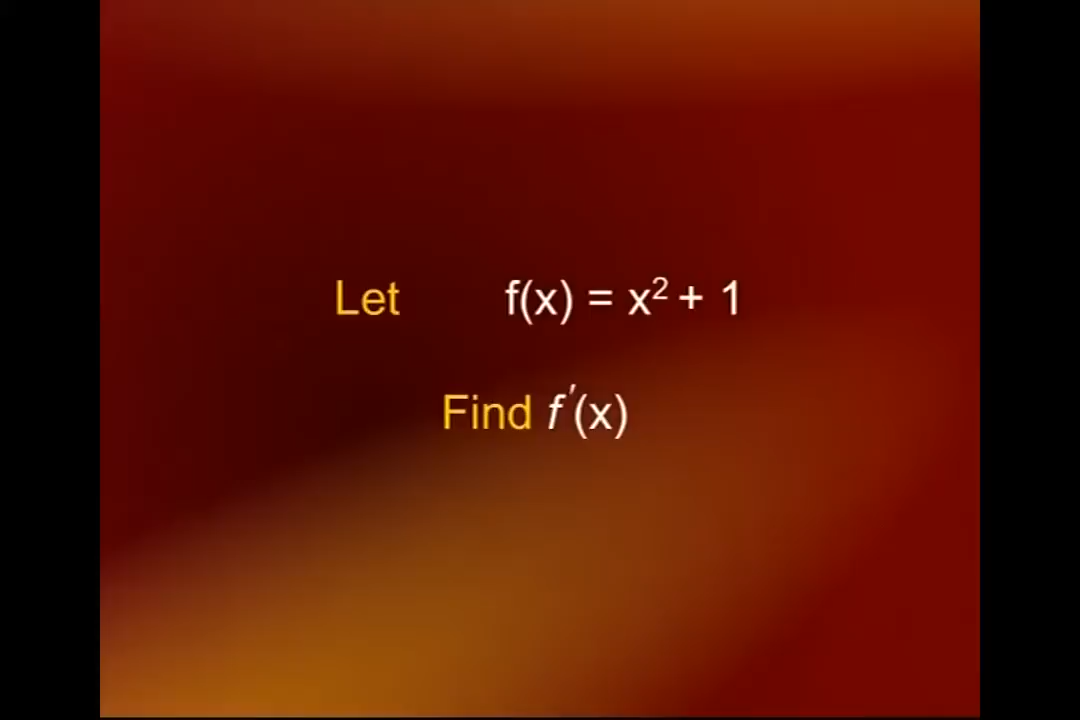 Let f(x) = x² + 1
Find f′(x)